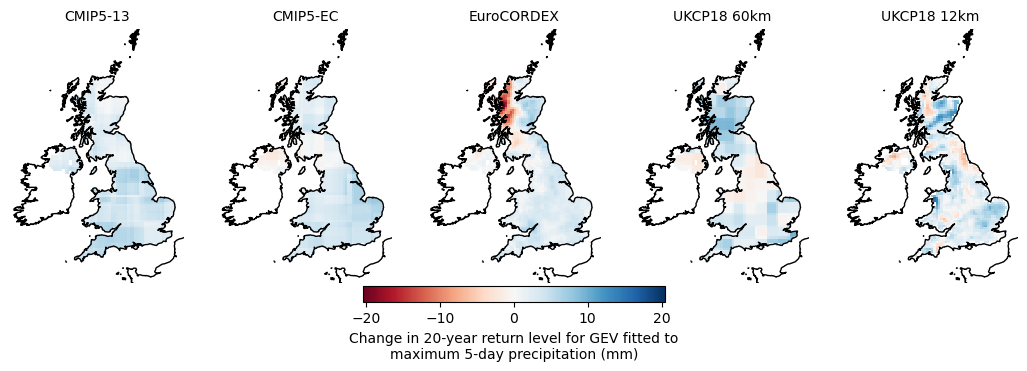 CMIP5-13
CMIP5-EC
EuroCORDEX
UKCP18 60km
UKCP18 12km
−20
−10
0
10
20
Change in 20-year return level for GEV fitted to
maximum 5-day precipitation (mm)